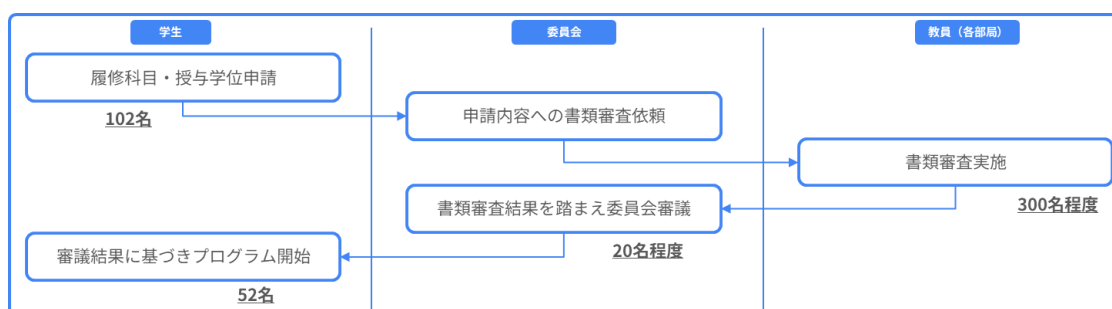 学生
委員会
教員（各部局）
履修科目・授与学位申請
102名
申請内容への書類審査依頼
書類審査実施
300名程度
書類審査結果を踏まえ委員会審議
20名程度
審議結果に基づきプログラム開始
52名